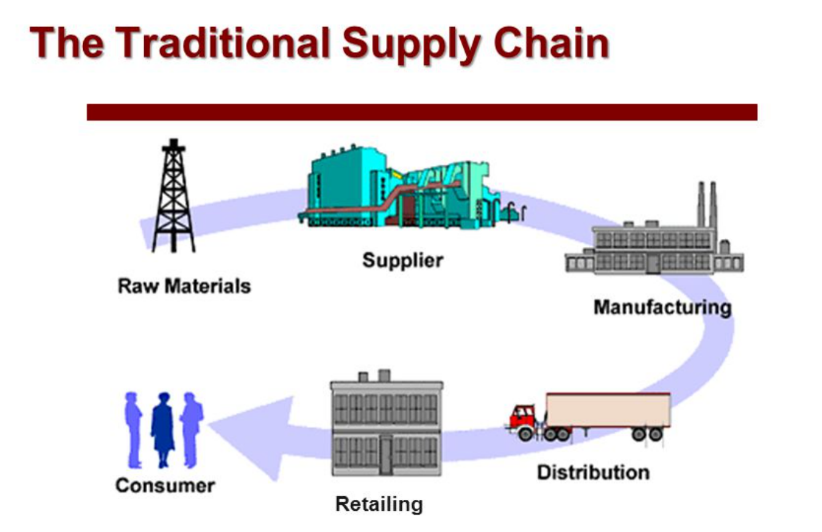 The Traditional Supply Chain
Raw Materials
Supplier
Manufacturing
Distribution
Retailing
Consumer